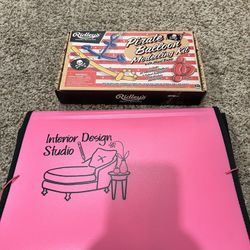 Ridley's
Pirate
Balloon
Modelling Kit
Ridley's
Interior Design
Studio